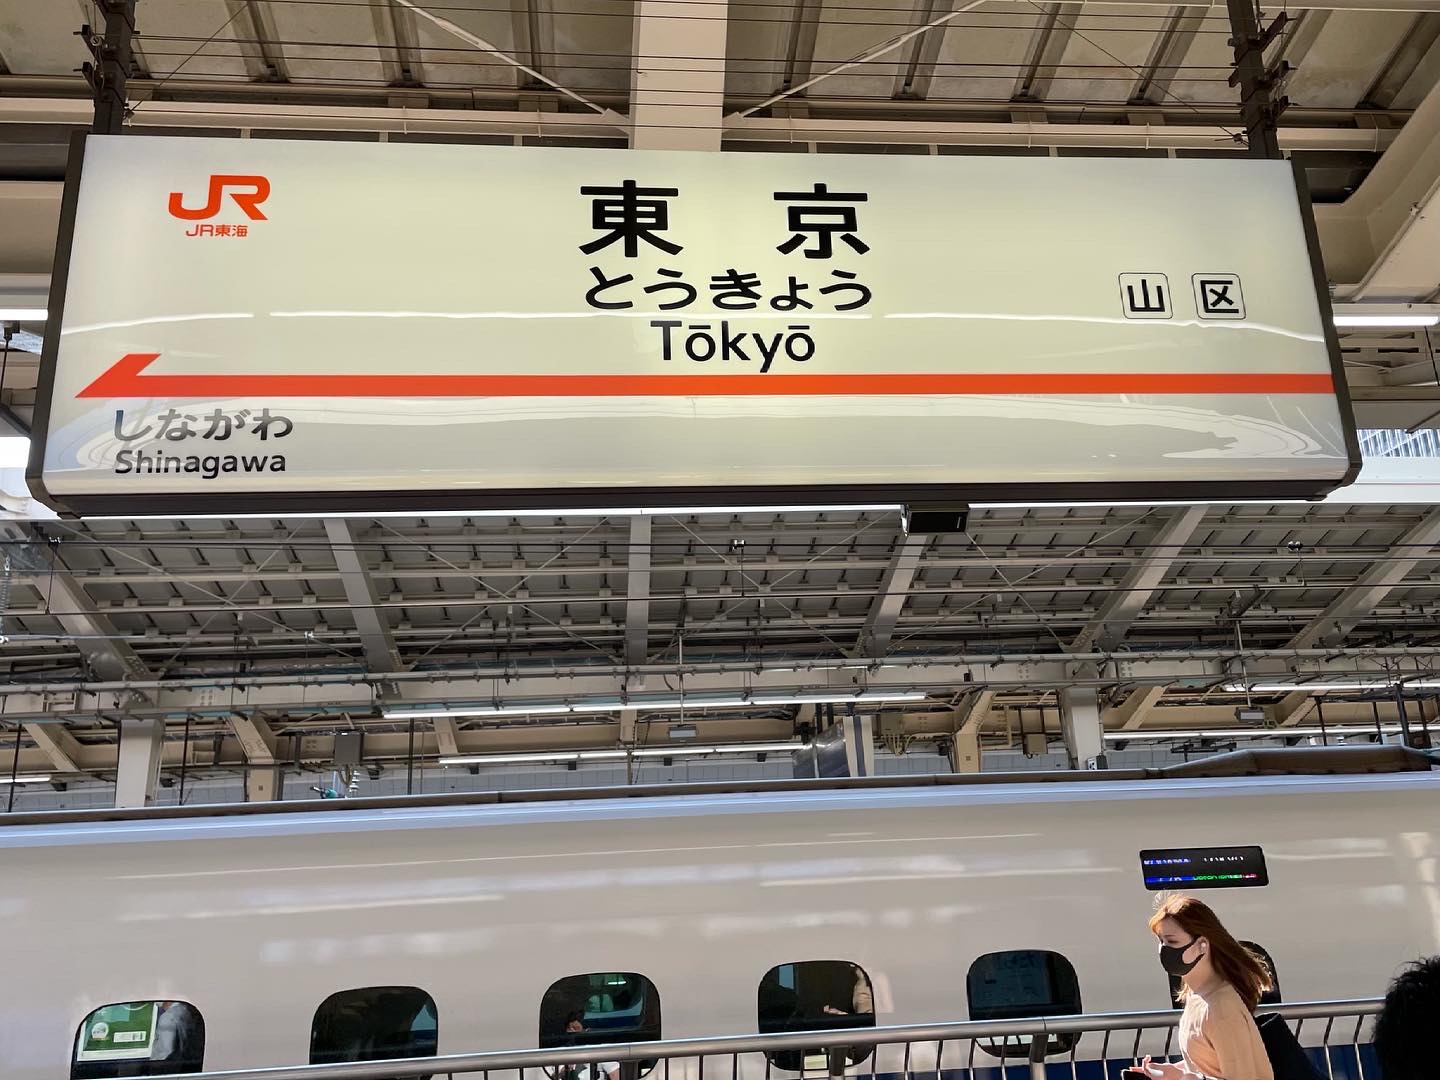 JR
JR東海
東京
とうきょう
Tōkyō
山 区
しながわ
Shinagawa